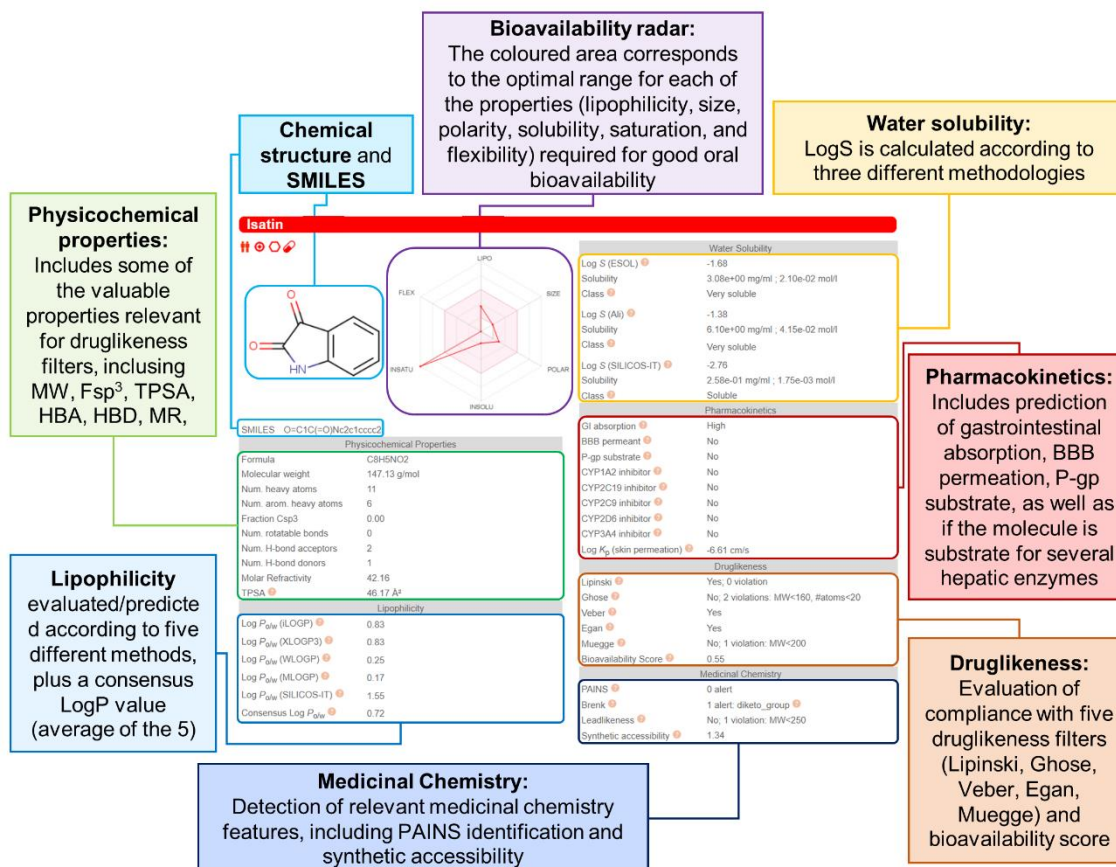 Bioavailability radar:
The coloured area corresponds
to the optimal range for each of
the properties (lipophilicity, size,
polarity, solubility, saturation, and
flexibility) required for good oral
bioavailability
Chemical
structure and
SMILES
Water solubility:
LogS is calculated according to
three different methodologies
Physicochemical
properties:
Includes some of
the valuable
properties relevant
for druglikeness
filters, inclusing
MW, Fsp³, TPSA,
HBA, HBD, MR,
Lipophilicity
evaluated/predicte
d according to five
different methods,
plus a consensus
LogP value
(average of the 5)
Isatin
O
O
HN
LIPO
SIZE
POLAR
INSOLU
INSATU
FLEX
SMILES O=C1C(=O)Nc2c1cccc2
Physicochemical Properties
Formula C8H5NO2
Molecular weight 147.13 g/mol
Num. heavy atoms 11
Num. arom. heavy atoms 6
Fraction Csp3 0.00
Num. rotatable bonds 0
Num. H-bond acceptors 2
Num. H-bond donors 1
Molar Refractivity 42.16
TPSA ? 46.17 Å²
Lipophilicity
Log Po/w (iLOGP) ? 0.83
Log Po/w (XLOGP3) ? 0.83
Log Po/w (WLOGP) ? 0.25
Log Po/w (MLOGP) ? 0.17
Log Po/w (SILICOS-IT) ? 1.55
Consensus Log Po/w ? 0.72
Water Solubility
Log S (ESOL) ? -1.68
Solubility 3.08e+00 mg/ml ; 2.10e-02 mol/l
Class ? Very soluble
Log S (Ali) ? -1.38
Solubility 6.10e+00 mg/ml ; 4.15e-02 mol/l
Class ? Very soluble
Log S (SILICOS-IT) ? -2.76
Solubility 2.58e-01 mg/ml ; 1.75e-03 mol/l
Class ? Soluble
Pharmacokinetics
GI absorption ? High
BBB permeant ? No
P-gp substrate ? No
CYP1A2 inhibitor ? No
CYP2C19 inhibitor ? No
CYP2C9 inhibitor ? No
CYP2D6 inhibitor ? No
CYP3A4 inhibitor ? No
Log Kp (skin permeation) ? -6.61 cm/s
Druglikeness
Lipinski ? Yes; 0 violation
Ghose ? No; 2 violations: MW<160, #atoms<20
Veber ? Yes
Egan ? Yes
Muegge ? No; 1 violation: MW<200
Bioavailability Score ? 0.55
Medicinal Chemistry
PAINS ? 0 alert
Brenk ? 1 alert: diketo_group ?
Leadlikeness ? No; 1 violation: MW<250
Synthetic accessibility ? 1.34
Pharmacokinetics:
Includes prediction
of gastrointestinal
absorption, BBB
permeation, P-gp
substrate, as well as
if the molecule is
substrate for several
hepatic enzymes
Druglikeness:
Evaluation of
compliance with five
druglikeness filters
(Lipinski, Ghose,
Veber, Egan,
Muegge) and
bioavailability score
Medicinal Chemistry:
Detection of relevant medicinal chemistry
features, including PAINS identification and
synthetic accessibility